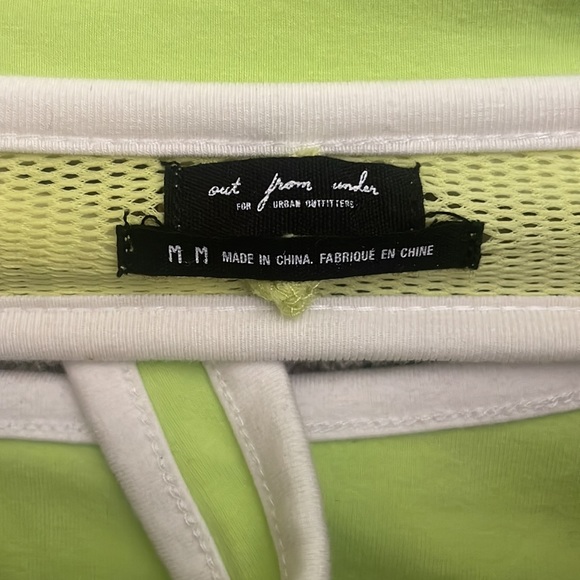 out from under
FOR URBAN OUTFITTERS
M M MADE IN CHINA. FABRIQUÉ EN CHINE